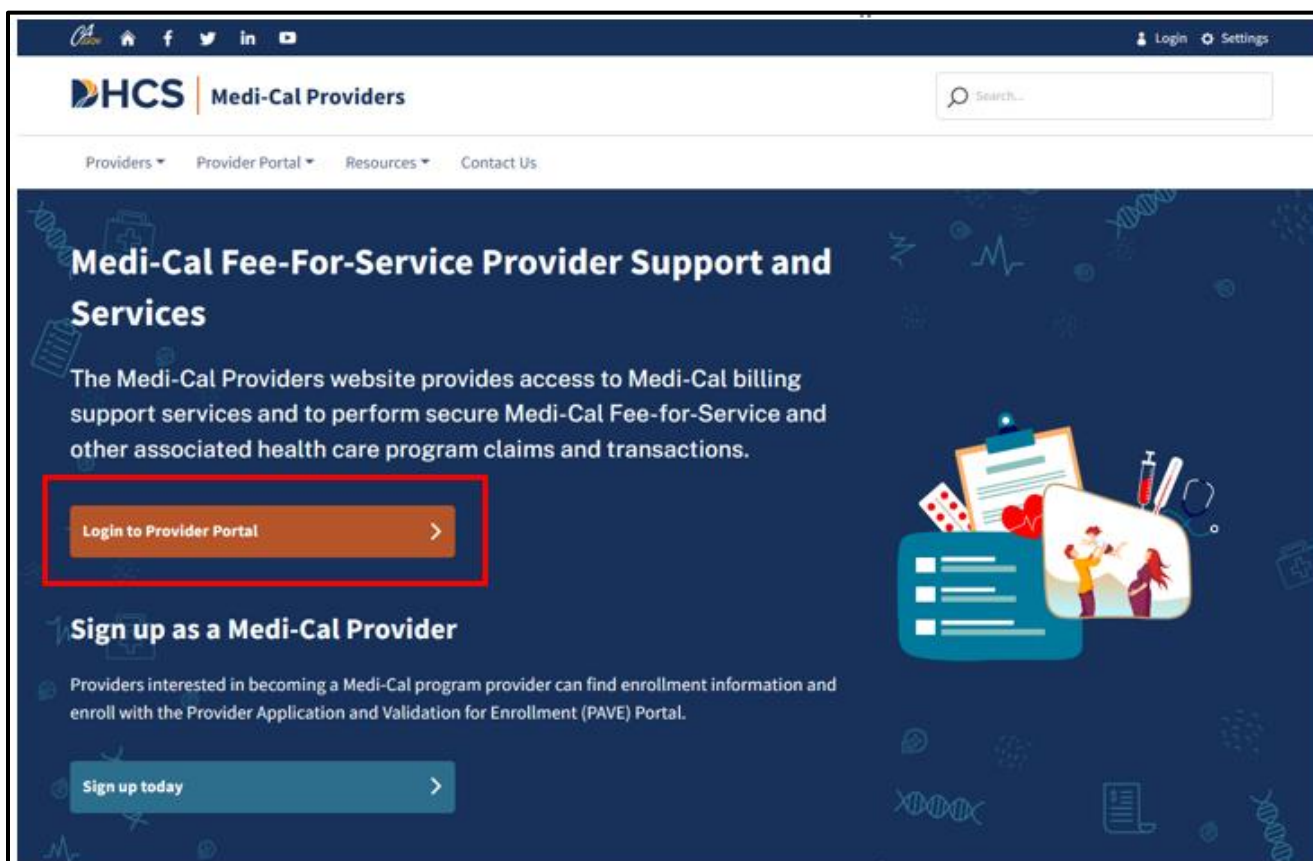 Login Settings
DHCS Medi-Cal Providers
Search...
Providers Provider Portal Resources Contact Us
Medi-Cal Fee-For-Service Provider Support and
Services
The Medi-Cal Providers website provides access to Medi-Cal billing
support services and to perform secure Medi-Cal Fee-for-Service and
other associated health care program claims and transactions.
Login to Provider Portal
Sign up as a Medi-Cal Provider
Providers interested in becoming a Medi-Cal program provider can find enrollment information and
enroll with the Provider Application and Validation for Enrollment (PAVE) Portal.
Sign up today